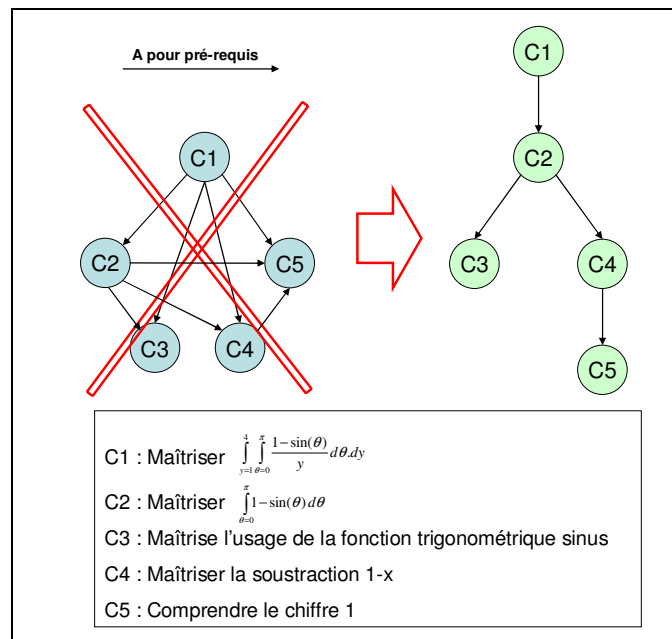 A pour pré-requis
C1
C2
C5
C3
C4
C1
C2
C3
C4
C5
C1 : Maîtriser ∫_{y=1}^{4} ∫_{θ=0}^{π} (1−sin(θ))/y dθ.dy
C2 : Maîtriser ∫_{θ=0}^{π} 1−sin(θ) dθ
C3 : Maîtrise l'usage de la fonction trigonométrique sinus
C4 : Maîtriser la soustraction 1-x
C5 : Comprendre le chiffre 1